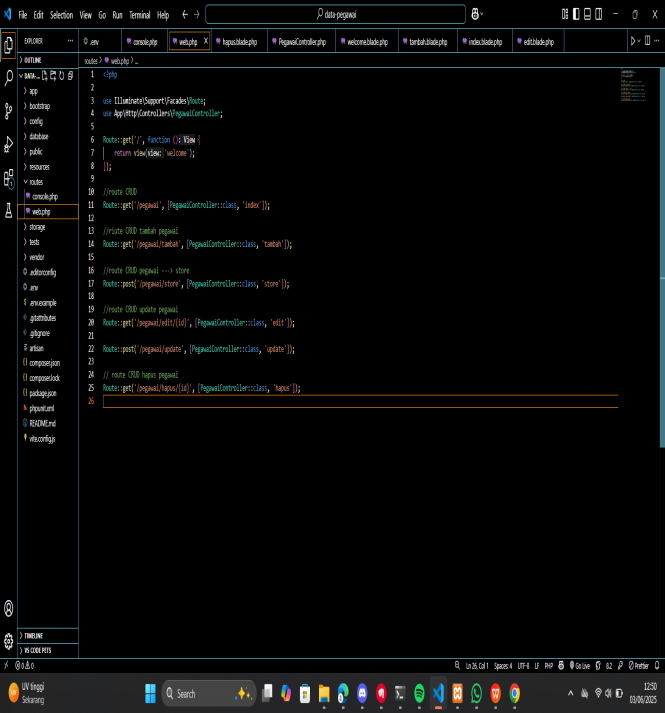 File Edit Selection View Go Run Terminal Help
data-pegawai
EXPLORER
.env
console.php
web.php
hapus.blade.php
PegawaiController.php
welcome.blade.php
tambah.blade.php
index.blade.php
edit.blade.php
OUTLINE
DATA-...
app
bootstrap
config
database
public
resources
routes
console.php
web.php
storage
tests
vendor
.editorconfig
.env
.env.example
.gitattributes
.gitignore
artisan
composer.json
composer.lock
package.json
phpunit.xml
README.md
vite.config.js
TIMELINE
VS CODE PETS
routes > web.php > ...
1 <?php
2
3 use Illuminate\Support\Facades\Route;
4 use App\Http\Controllers\PegawaiController;
5
6 Route::get('/', function (): View {
7 return view(view: 'welcome');
8 });
9
10 //route CRUD
11 Route::get('/pegawai', [PegawaiController::class, 'index']);
12
13 //riute CRUD tambah pegawai
14 Route::get('/pegawai/tambah', [PegawaiController::class, 'tambah']);
15
16 //route CRUD pegawai ---> store
17 Route::post('/pegawai/store', [PegawaiController::class, 'store']);
18
19 //route CRUD update pegawai
20 Route::get('/pegawai/edit/{id}', [PegawaiController::class, 'edit']);
21
22 Route::post('/pegawai/update', [PegawaiController::class, 'update']);
23
24 // route CRUD hapus pegawai
25 Route::get('/pegawai/hapus/{id}', [PegawaiController::class, 'hapus']);
26
0 0
Ln 26, Col 1 Spaces: 4 UTF-8 LF PHP Go Live 8.2 Prettier
UV tinggi
Sekarang
Search
12:50
03/06/2025